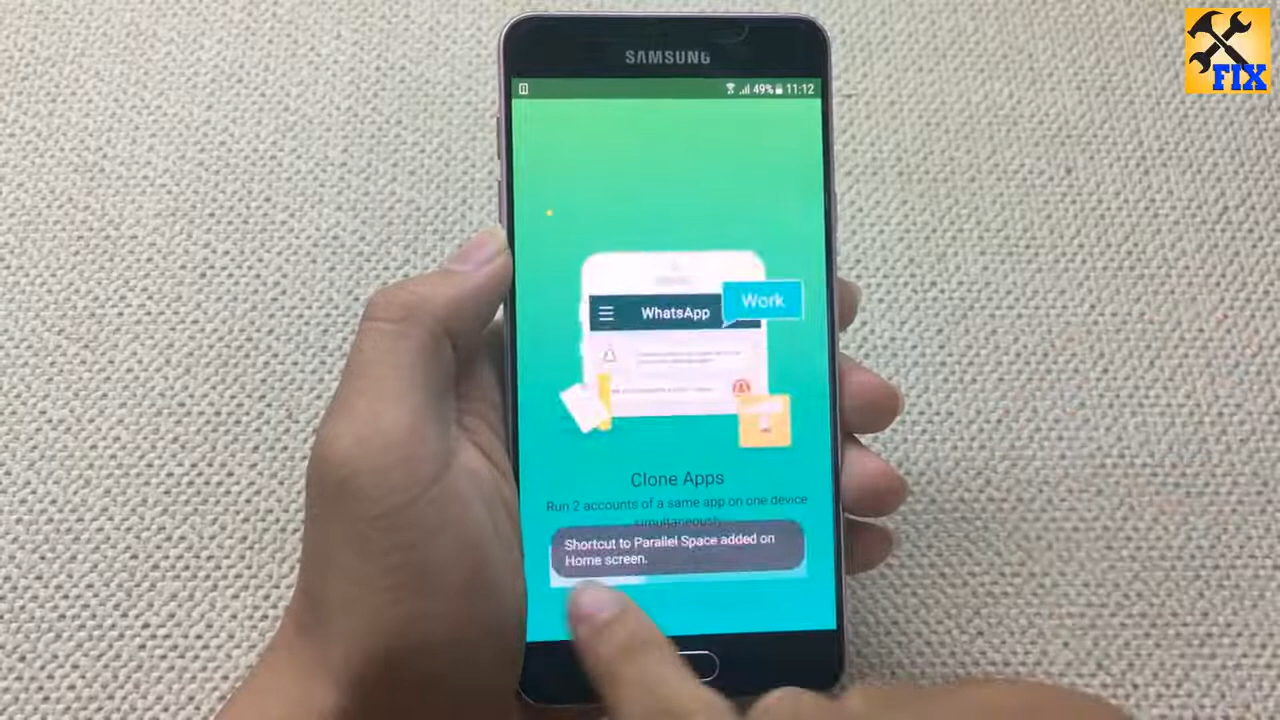 FIX
SAMSUNG
49% 11:12
Work
WhatsApp
Clone Apps
Run 2 accounts of a same app on one device
simultaneously
Shortcut to Parallel Space added on
Home screen.